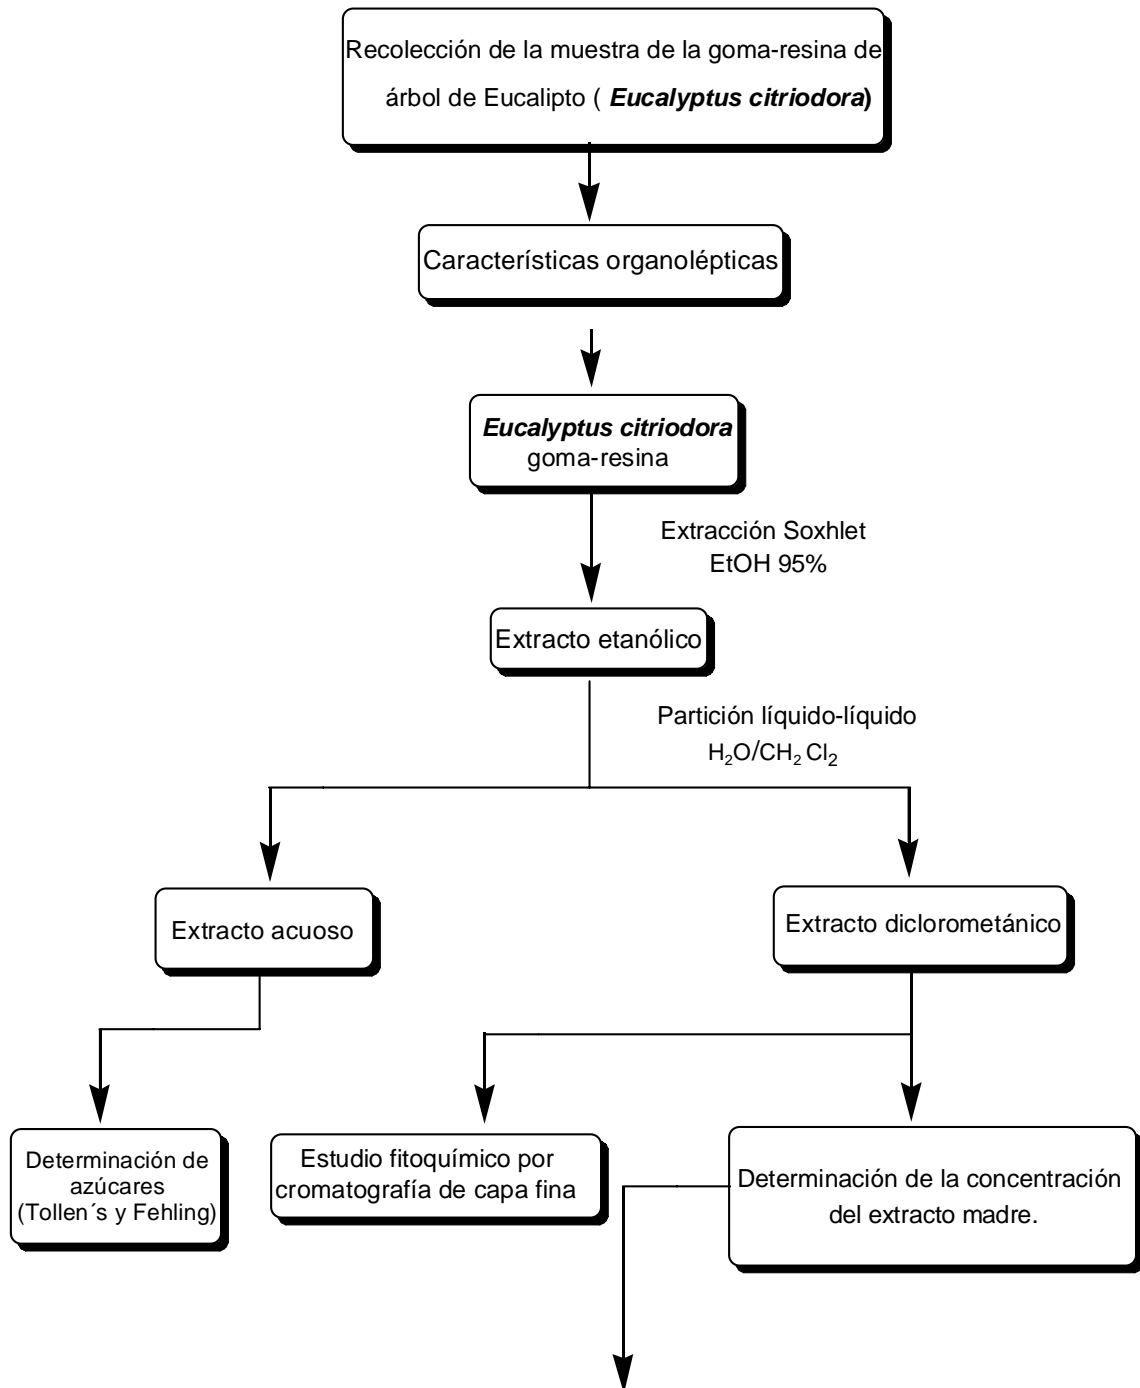 Recolección de la muestra de la goma-resina de
árbol de Eucalipto ( Eucalyptus citriodora)
Características organolépticas
Eucalyptus citriodora
goma-resina
Extracción Soxhlet
EtOH 95%
Extracto etanólico
Partición líquido-líquido
H₂O/CH₂ Cl₂
Extracto acuoso
Extracto diclorometánico
Determinación de
azúcares
(Tollen´s y Fehling)
Estudio fitoquímico por
cromatografía de capa fina
Determinación de la concentración
del extracto madre.